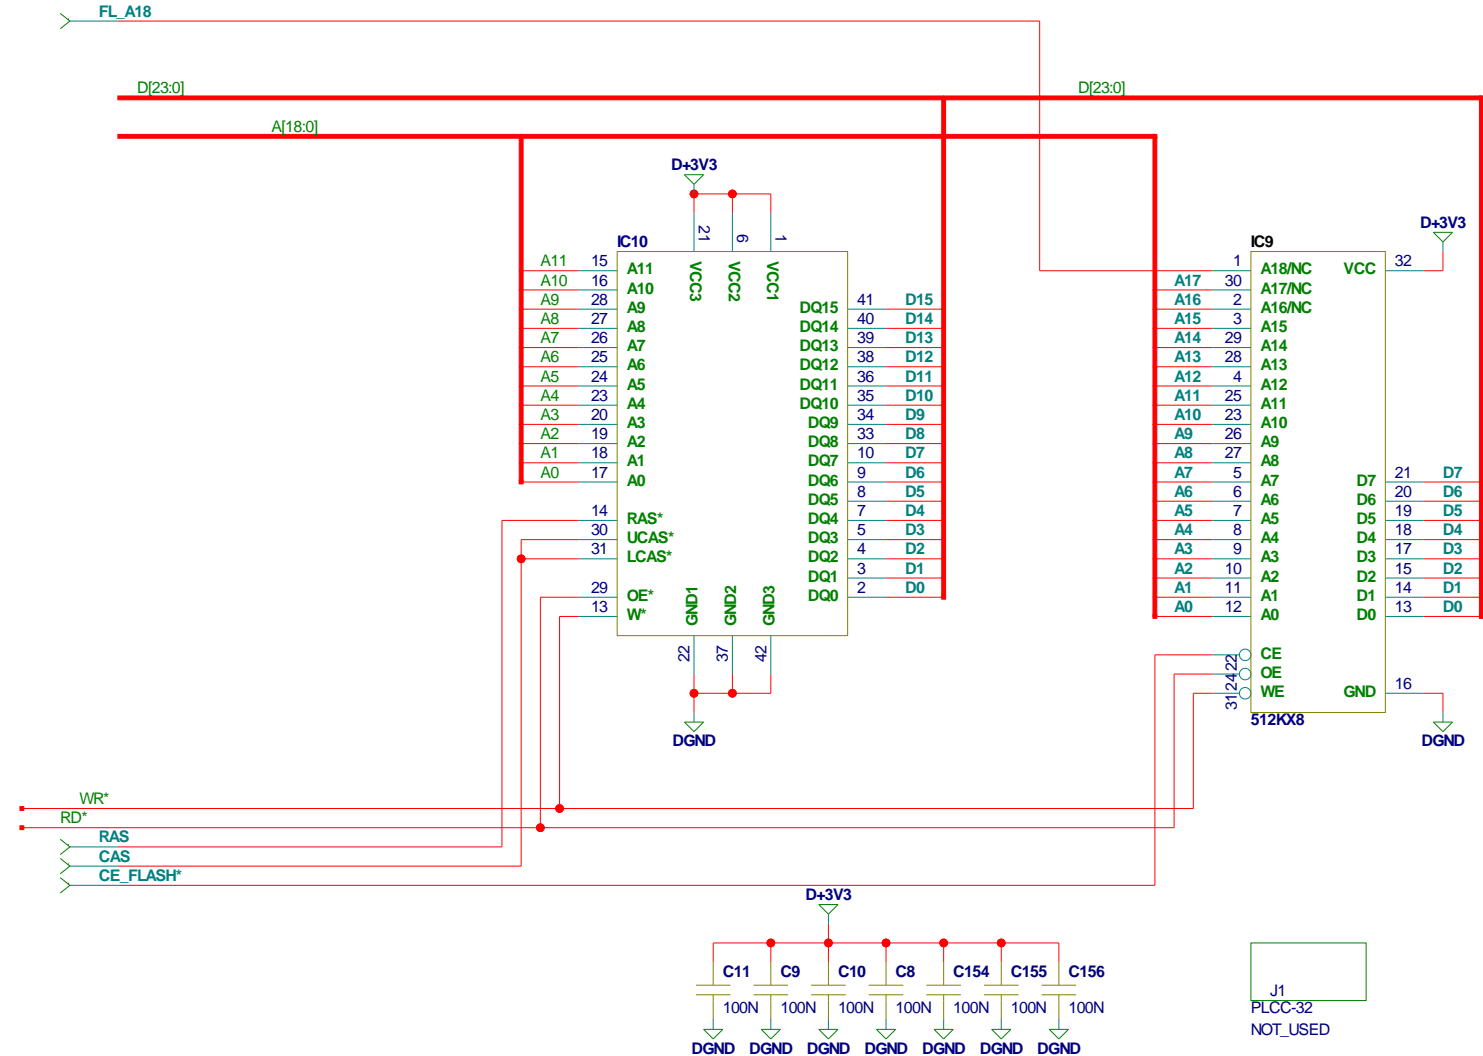 FL_A18
D[23:0]
D[23:0]
A[18:0]
D+3V3
21 6 1
IC10
VCC3 VCC2 VCC1
A11 15 A11
A10 16 A10
A9 28 A9
A8 27 A8
A7 26 A7
A6 25 A6
A5 24 A5
A4 23 A4
A3 20 A3
A2 19 A2
A1 18 A1
A0 17 A0
14 RAS*
30 UCAS*
31 LCAS*
29 OE*
13 W*
DQ15 41 D15
DQ14 40 D14
DQ13 39 D13
DQ12 38 D12
DQ11 36 D11
DQ10 35 D10
DQ9 34 D9
DQ8 33 D8
DQ7 10 D7
DQ6 9 D6
DQ5 8 D5
DQ4 7 D4
DQ3 5 D3
DQ2 4 D2
DQ1 3 D1
DQ0 2 D0
GND1 GND2 GND3
22 37 42
DGND
D+3V3
IC9
1 A18/NC
A17 30 A17/NC
A16 2 A16/NC
A15 3 A15
A14 29 A14
A13 28 A13
A12 4 A12
A11 25 A11
A10 23 A10
A9 26 A9
A8 27 A8
A7 5 A7
A6 6 A6
A5 7 A5
A4 8 A4
A3 9 A3
A2 10 A2
A1 11 A1
A0 12 A0
22 CE
24 OE
31 WE
VCC 32
D7 21 D7
D6 20 D6
D5 19 D5
D4 18 D4
D3 17 D3
D2 15 D2
D1 14 D1
D0 13 D0
GND 16
512KX8
DGND
WR*
RD*
RAS
CAS
CE_FLASH*
D+3V3
C11 C9 C10 C8 C154 C155 C156
100N 100N 100N 100N 100N 100N 100N
DGND DGND DGND DGND DGND DGND DGND
J1
PLCC-32
NOT_USED